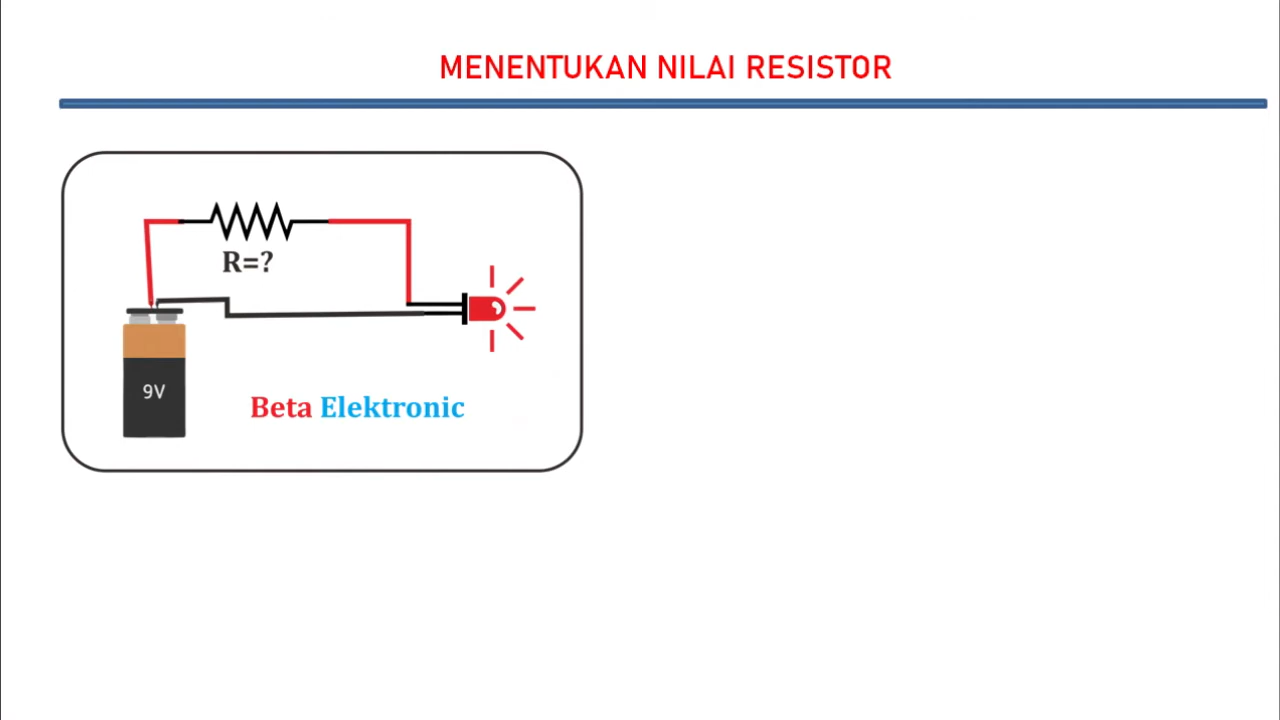 MENENTUKAN NILAI RESISTOR
R=?
9V
Beta Elektronic